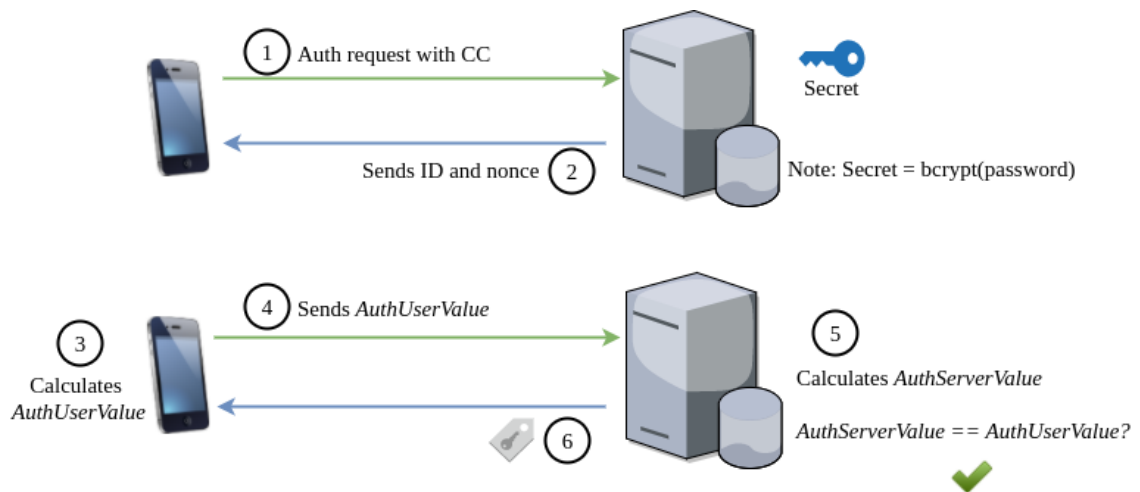 1 Auth request with CC
Secret
Sends ID and nonce 2
Note: Secret = bcrypt(password)
4 Sends AuthUserValue
3
Calculates
AuthUserValue
5
Calculates AuthServerValue
AuthServerValue == AuthUserValue?
6